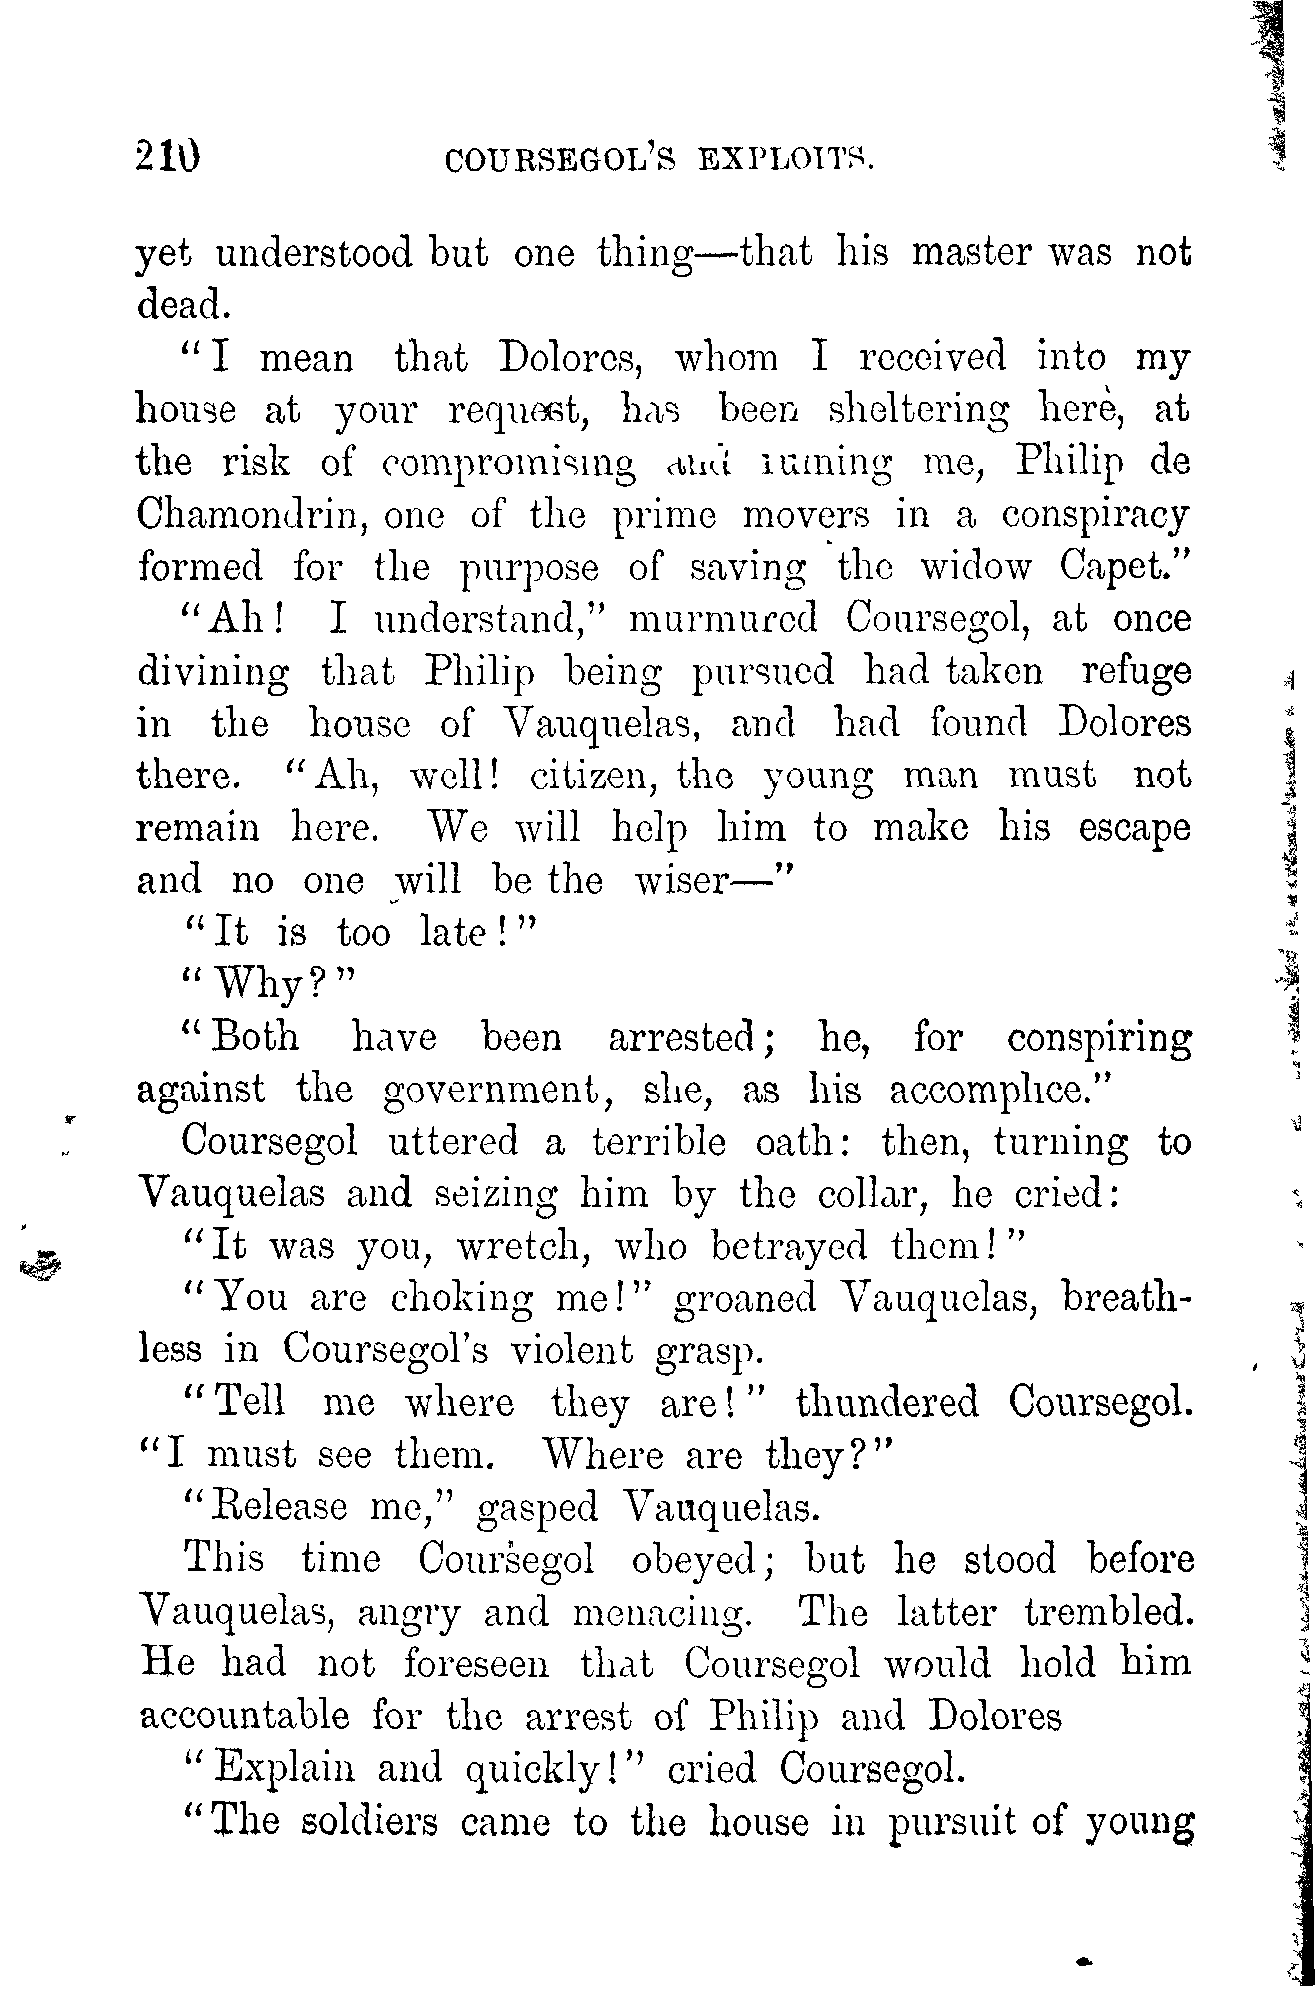 210 COURSEGOL'S EXPLOITS.
yet understood but one thing—that his master was not
dead.
"I mean that Dolores, whom I received into my
house at your request, has been sheltering here, at
the risk of compromising and ruining me, Philip de
Chamondrin, one of the prime movers in a conspiracy
formed for the purpose of saving the widow Capet."
"Ah! I understand," murmured Coursegol, at once
divining that Philip being pursued had taken refuge
in the house of Vauquelas, and had found Dolores
there. "Ah, well! citizen, the young man must not
remain here. We will help him to make his escape
and no one will be the wiser—"
"It is too late!"
"Why?"
"Both have been arrested; he, for conspiring
against the government, she, as his accomplice."
Coursegol uttered a terrible oath: then, turning to
Vauquelas and seizing him by the collar, he cried:
"It was you, wretch, who betrayed them!"
"You are choking me!" groaned Vauquelas, breath-
less in Coursegol's violent grasp.
"Tell me where they are!" thundered Coursegol.
"I must see them. Where are they?"
"Release me," gasped Vauquelas.
This time Coursegol obeyed; but he stood before
Vauquelas, angry and menacing. The latter trembled.
He had not foreseen that Coursegol would hold him
accountable for the arrest of Philip and Dolores
"Explain and quickly!" cried Coursegol.
"The soldiers came to the house in pursuit of young